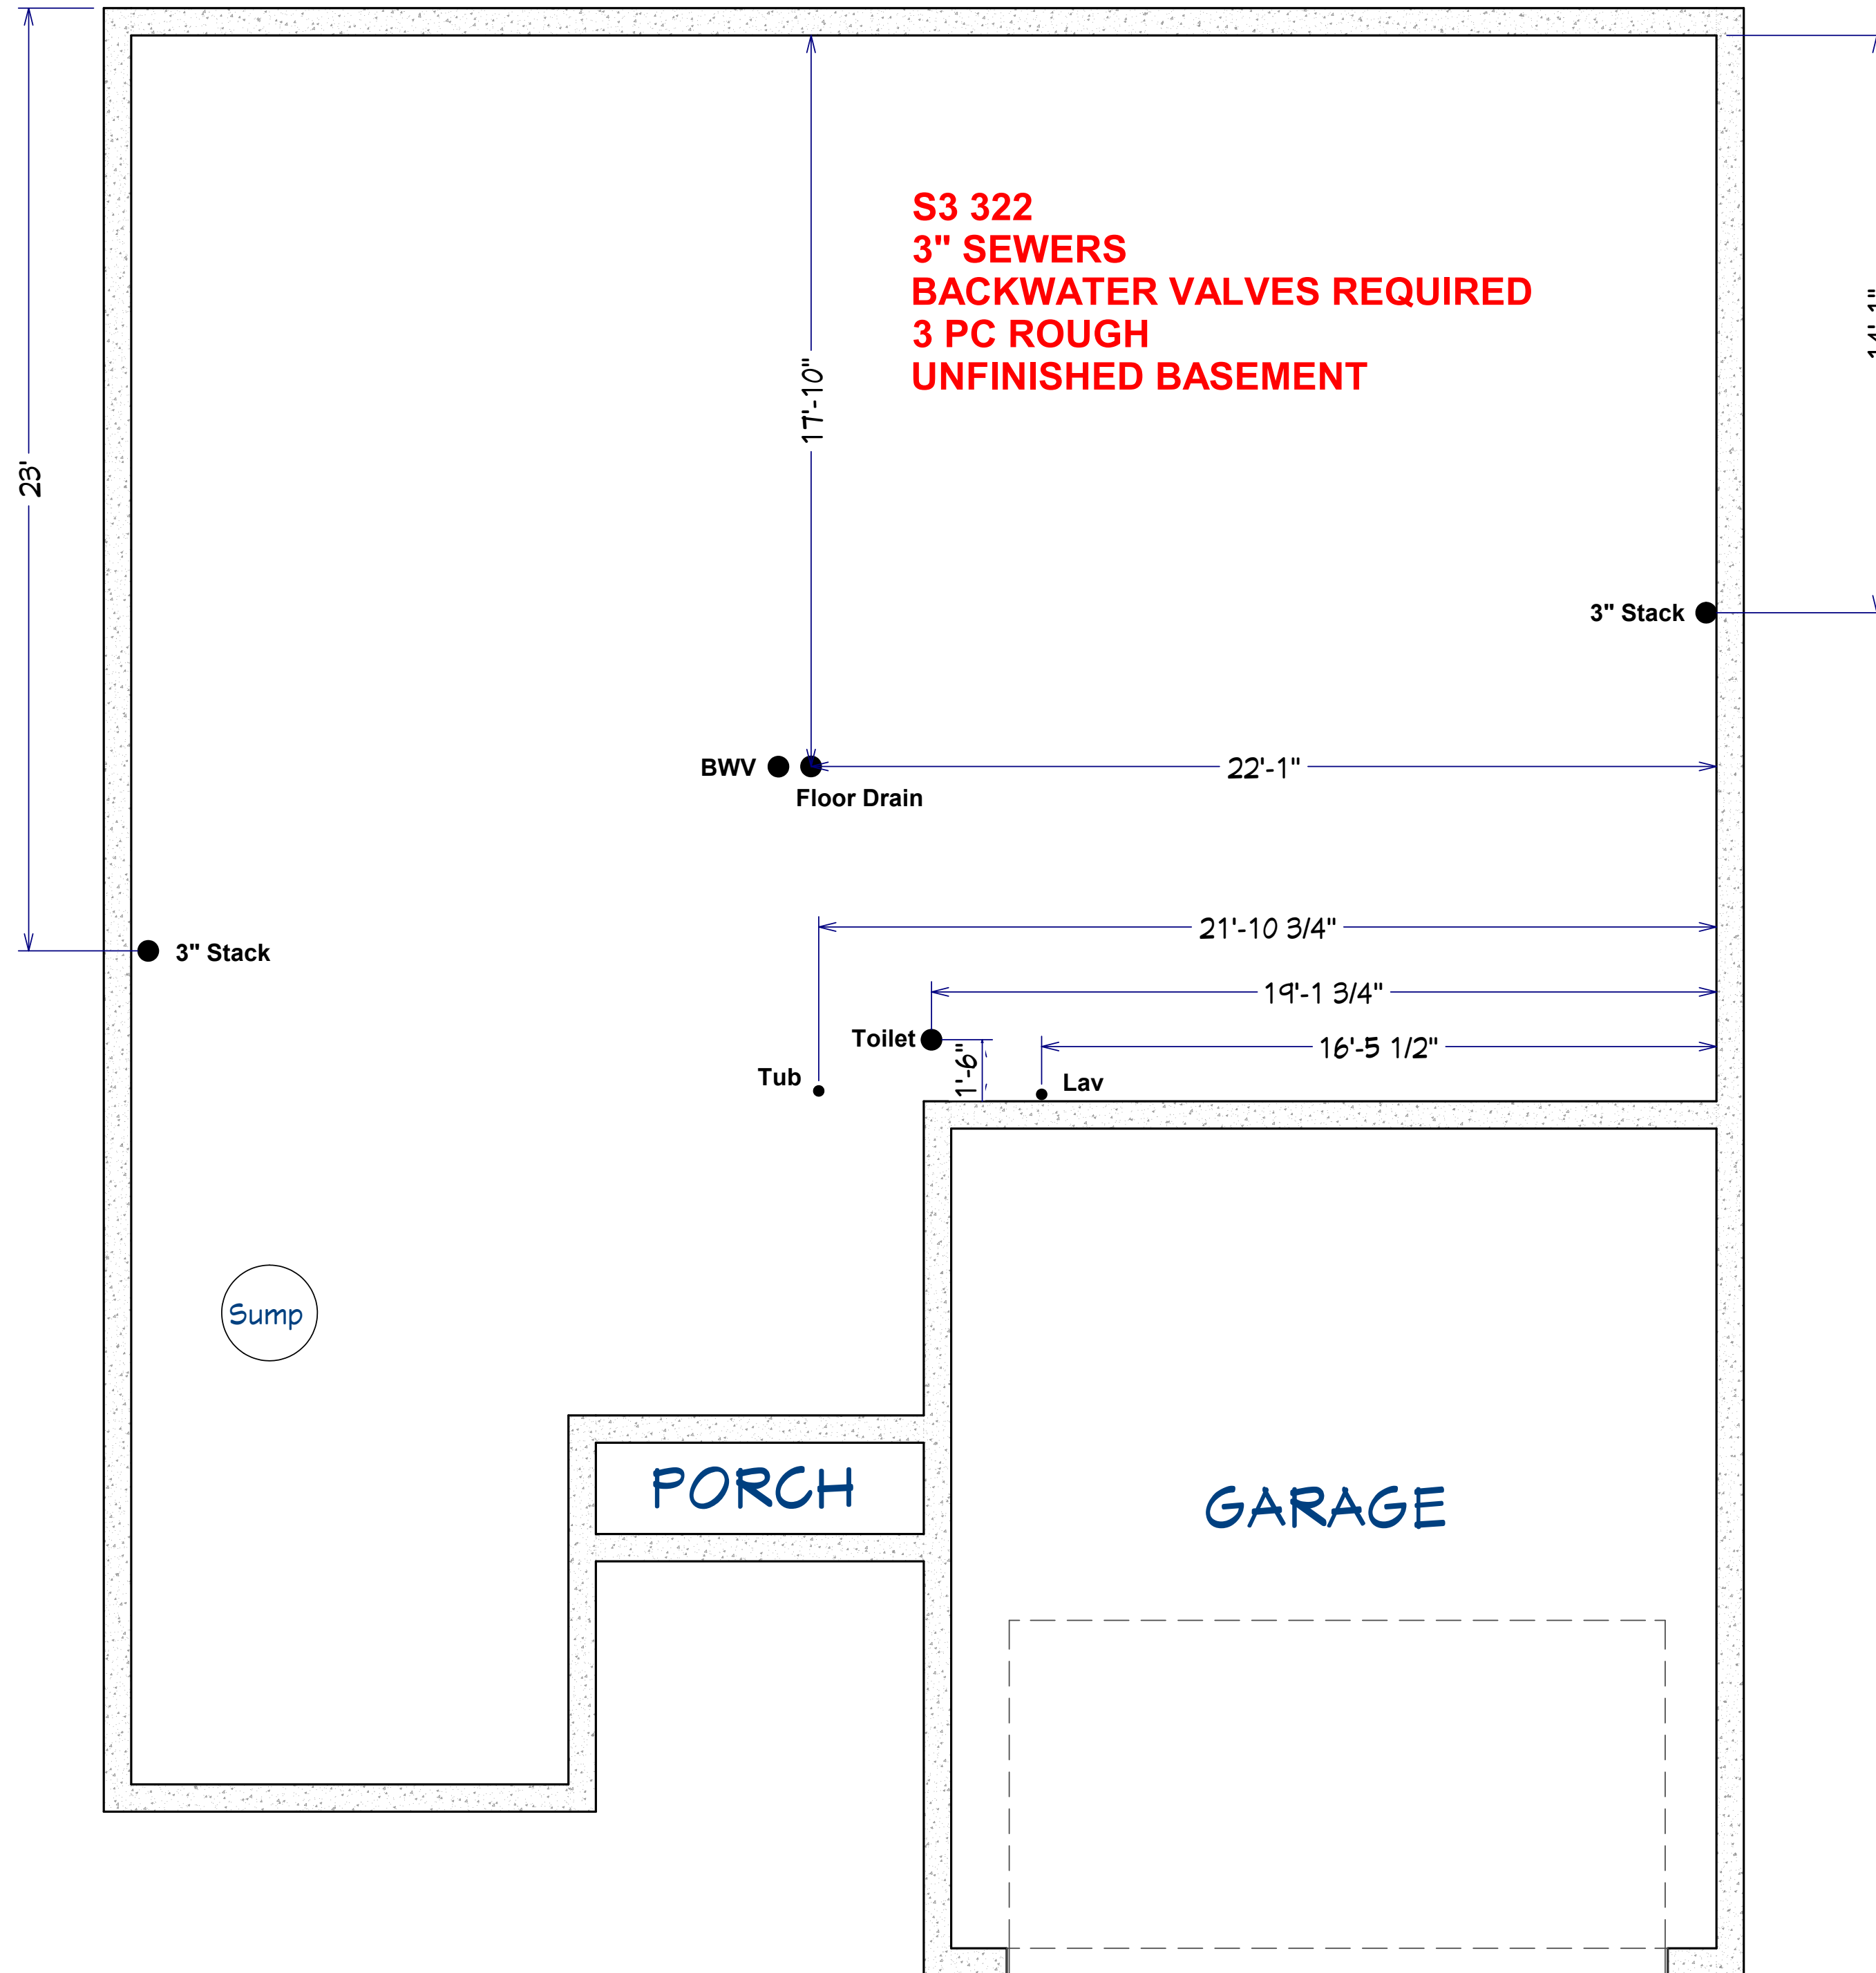 S3 322
3" SEWERS
BACKWATER VALVES REQUIRED
3 PC ROUGH
UNFINISHED BASEMENT
14'-1"
17'-10"
23'
3" Stack
BWV
22'-1"
Floor Drain
21'-10 3/4"
3" Stack
19'-1 3/4"
Toilet
16'-5 1/2"
1'-6"
Tub
Lav
Sump
PORCH
GARAGE